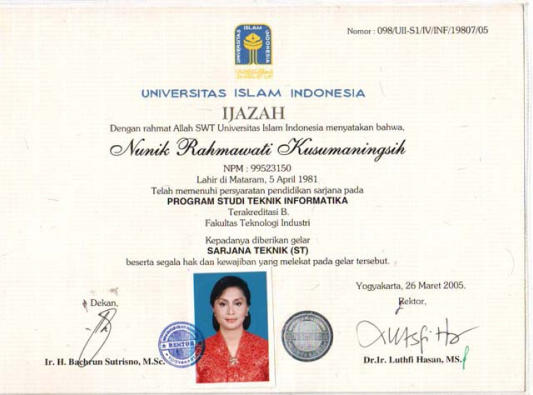 Nomor : 098/UII-S1/IV/INF/19807/05
UNIVERSITAS ISLAM INDONESIA
UNIVERSITAS ISLAM INDONESIA
IJAZAH
Dengan rahmat Allah SWT Universitas Islam Indonesia menyatakan bahwa,
Nunik Rahmawati Kusumaningsih
NPM : 99523150
Lahir di Mataram, 5 April 1981
Telah memenuhi persyaratan pendidikan sarjana pada
PROGRAM STUDI TEKNIK INFORMATIKA
Terakreditasi B.
Fakultas Teknologi Industri
Kepadanya diberikan gelar
SARJANA TEKNIK (ST)
beserta segala hak dan kewajiban yang melekat pada gelar tersebut.
Yogyakarta, 26 Maret 2005.
Dekan,
Rektor,
REKTOR
Ir. H. Bachrun Sutrisno, M.Sc.
Dr.Ir. Luthfi Hasan, MS.